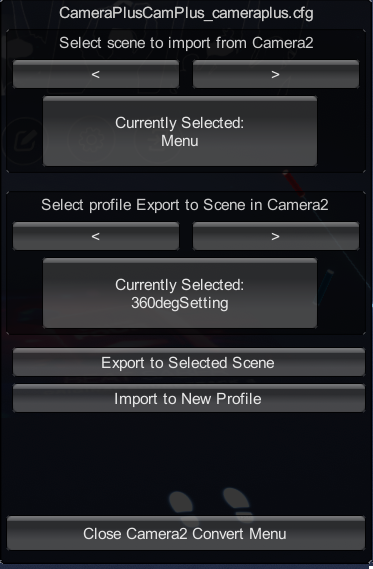 CameraPlusCamPlus_cameraplus.cfg
Select scene to import from Camera2
< >
Currently Selected:
Menu
Select profile Export to Scene in Camera2
< >
Currently Selected:
360degSetting
Export to Selected Scene
Import to New Profile
Close Camera2 Convert Menu